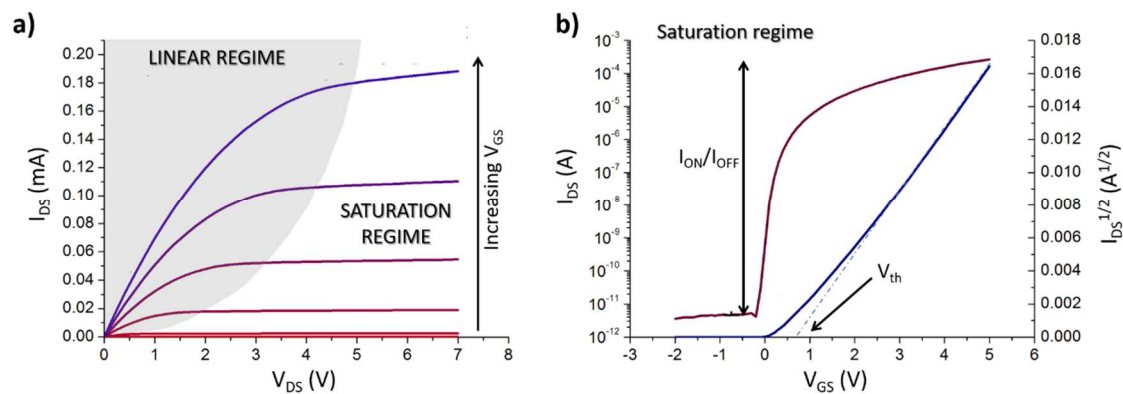 a)
LINEAR REGIME
SATURATION
REGIME
Increasing V_GS
I_DS (mA)
0.20
0.18
0.16
0.14
0.12
0.10
0.08
0.06
0.04
0.02
0.00
0 1 2 3 4 5 6 7 8
V_DS (V)
b)
Saturation regime
I_DS (A)
10^-3
10^-4
10^-5
10^-6
10^-7
10^-8
10^-9
10^-10
10^-11
10^-12
I_ON/I_OFF
V_th
-3 -2 -1 0 1 2 3 4 5 6
V_GS (V)
0.018
0.016
0.014
0.012
0.010
0.008
0.006
0.004
0.002
0.000
I_DS^1/2 (A^1/2)